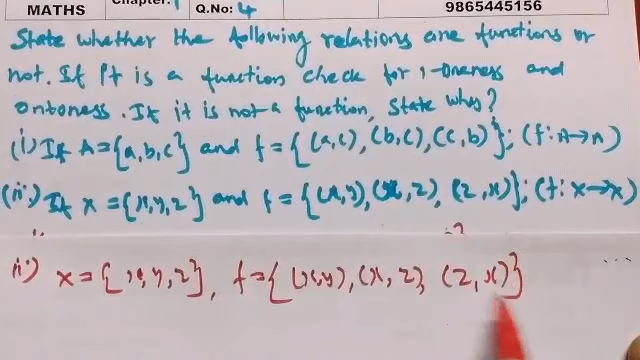 MATHS
Chapter: 1
Q.No: 4
9865445156
State whether the following relations are functions or
not. If it is a function check for 1-oneness and
ontoness. If it is not a function, State why?
(i) If A={a,b,c} and f={(a,c),(b,c),(c,b)}; (f:A→A)
(ii) If x={x,y,z} and f={(x,y),(x,z),(z,x)}; (f:x→x)
ii) x={x,y,z}, f={(x,y),(x,z),(z,x)}